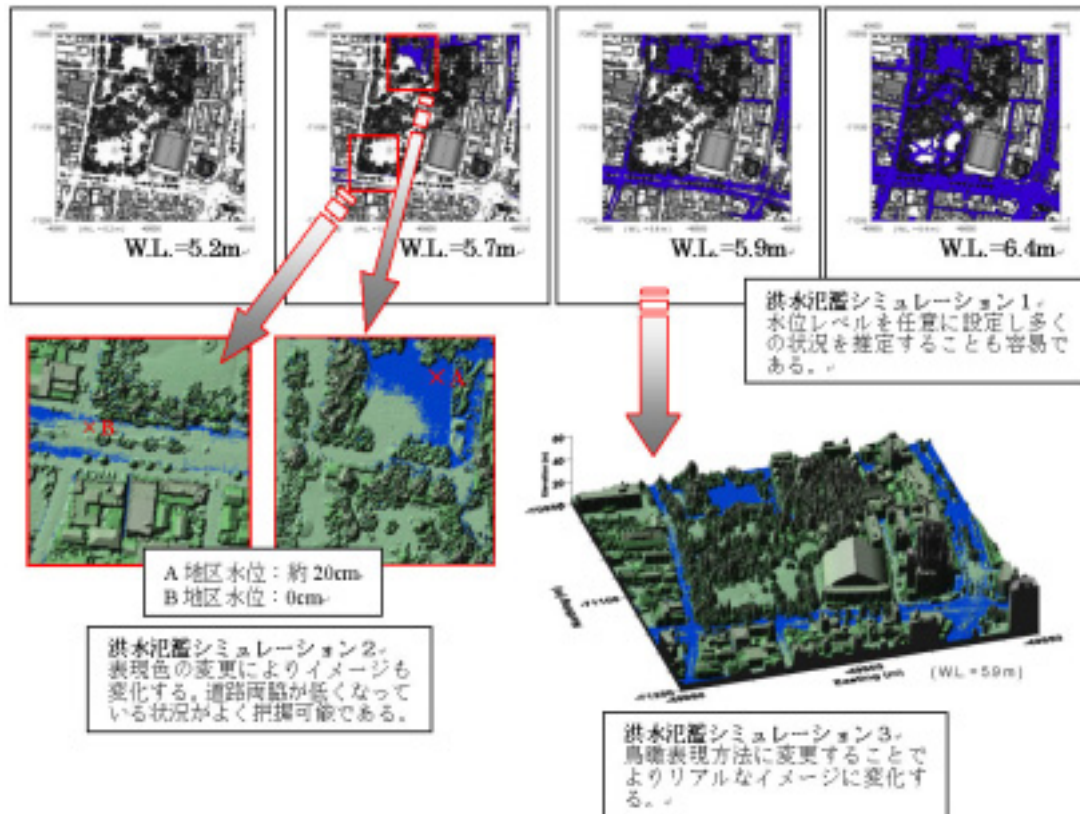 W.L.=5.2m
W.L.=5.7m
W.L.=5.9m
W.L.=6.4m
洪水氾濫シミュレーション1
水位レベルを任意に設定し多く
の状況を推定することも容易で
ある。
×A
×B
A 地区水位：約 20cm
B 地区水位：0cm
洪水氾濫シミュレーション2
表現色の変更によりイメージも
変化する。道路両脇が低くなって
いる状況がよく把握可能である。
Elevation (m)
60
40
20
-71100
Easting (m)
(WL=59m)
洪水氾濫シミュレーション3
鳥瞰表現方法に変更することで
よりリアルなイメージに変化す
る。